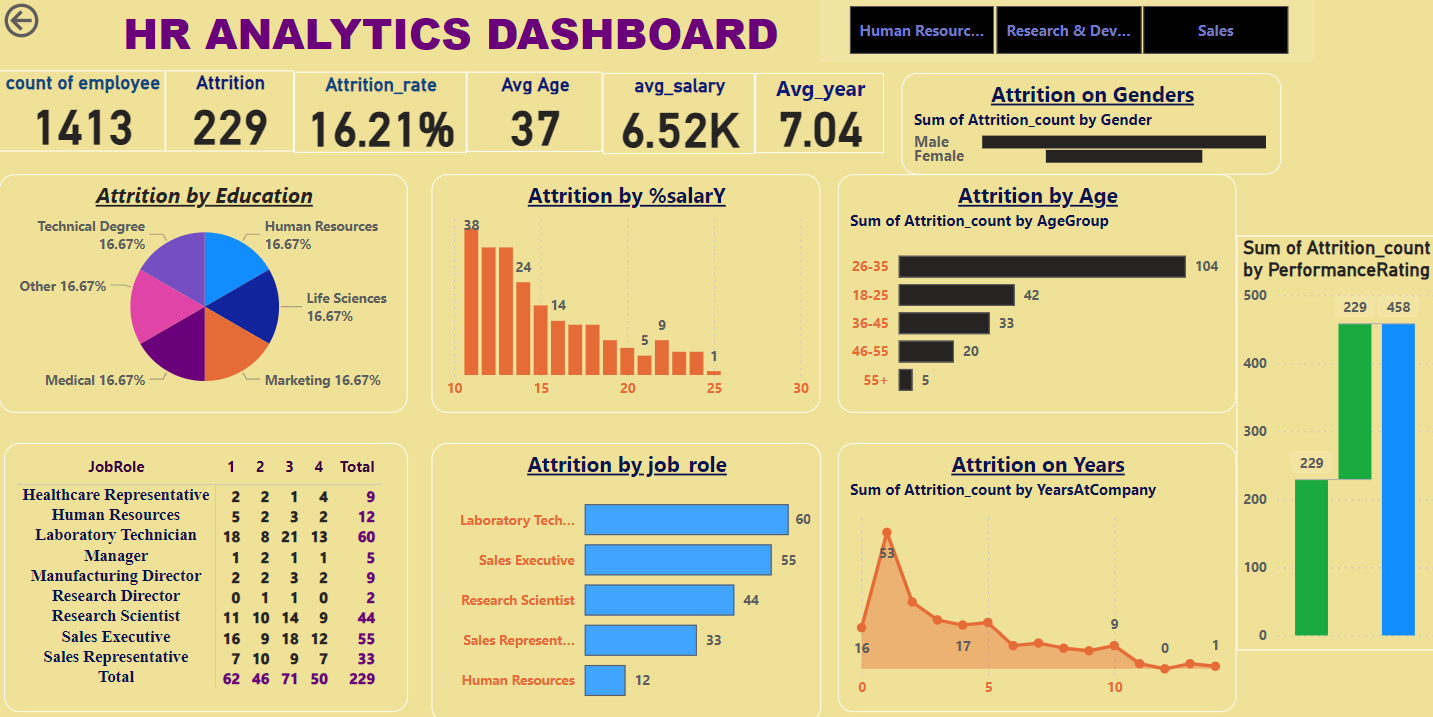 HR ANALYTICS DASHBOARD
Human Resourc...
Research & Dev...
Sales
count of employee
1413
Attrition
229
Attrition_rate
16.21%
Avg Age
37
avg_salary
6.52K
Avg_year
7.04
Attrition on Genders
Sum of Attrition_count by Gender
Male
Female
Attrition by Education
Technical Degree
16.67%
Human Resources
16.67%
Other 16.67%
Life Sciences
16.67%
Medical 16.67%
Marketing 16.67%
Attrition by %salarY
38
24
14
5
9
1
10 15 20 25 30
Attrition by Age
Sum of Attrition_count by AgeGroup
26-35 104
18-25 42
36-45 33
46-55 20
55+ 5
Sum of Attrition_count
by PerformanceRating
500
229 458
400
300
229
200
100
0
JobRole 1 2 3 4 Total
Healthcare Representative 2 2 1 4 9
Human Resources 5 2 3 2 12
Laboratory Technician 18 8 21 13 60
Manager 1 2 1 1 5
Manufacturing Director 2 2 3 2 9
Research Director 0 1 1 0 2
Research Scientist 11 10 14 9 44
Sales Executive 16 9 18 12 55
Sales Representative 7 10 9 7 33
Total 62 46 71 50 229
Attrition by job_role
Laboratory Tech... 60
Sales Executive 55
Research Scientist 44
Sales Represent... 33
Human Resources 12
Attrition on Years
Sum of Attrition_count by YearsAtCompany
53
16
17
9
0
1
0 5 10